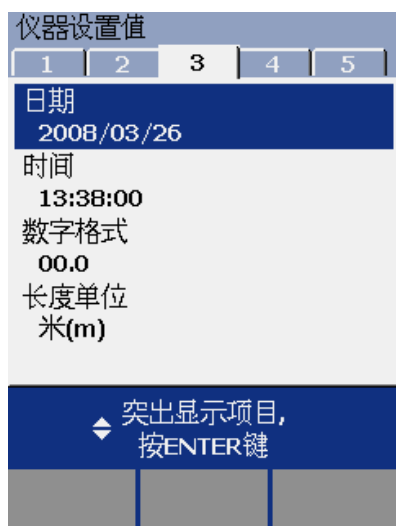 仪器设置值
1 2 3 4 5
日期
2008/03/26
时间
13:38:00
数字格式
00.0
长度单位
米(m)
突出显示项目,
按ENTER键